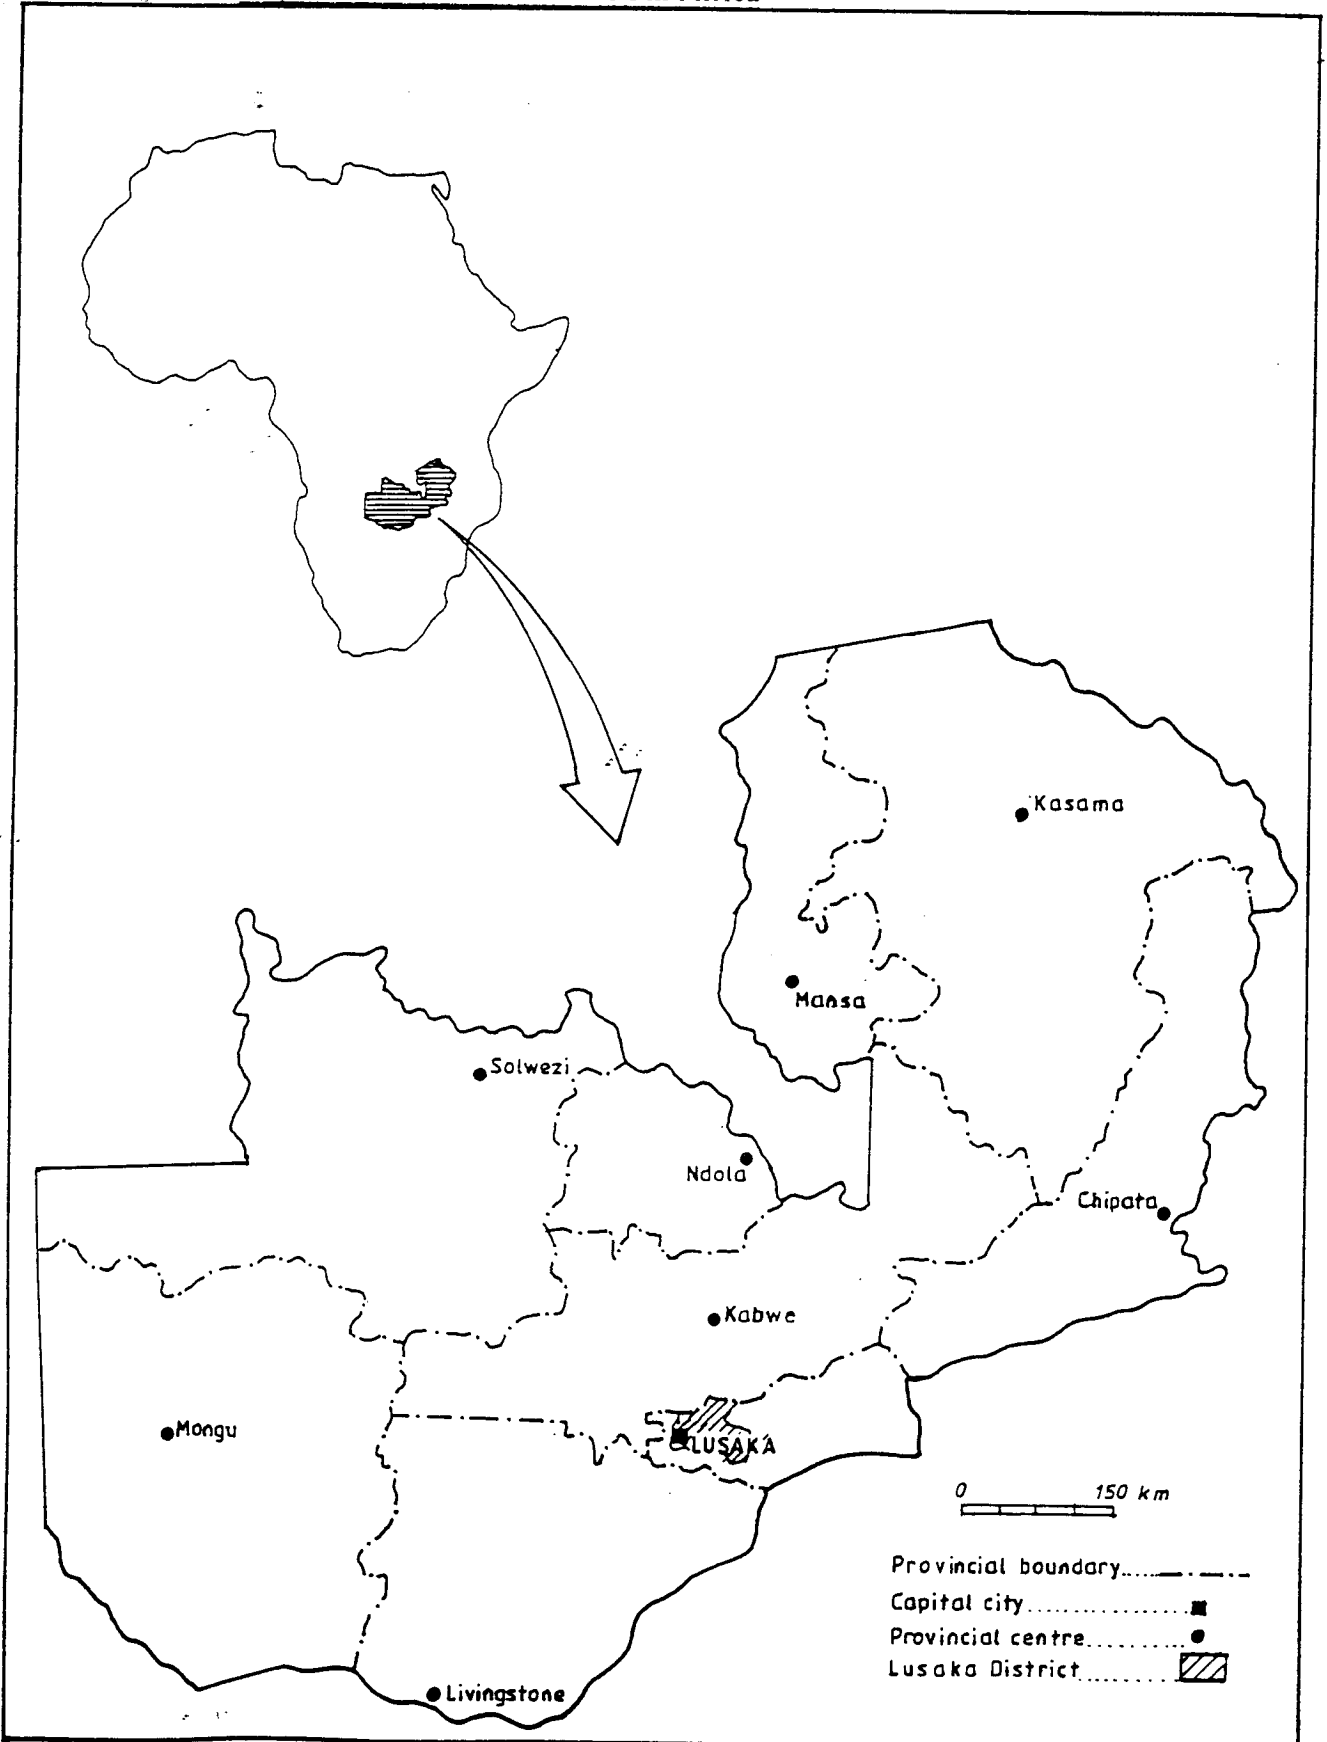 Kasama
Mansa
Solwezi
Ndola
Chipata
Kabwe
Mongu
LUSAKA
0 150 km
Provincial boundary
Capital city
Provincial centre
Lusaka District
Livingstone